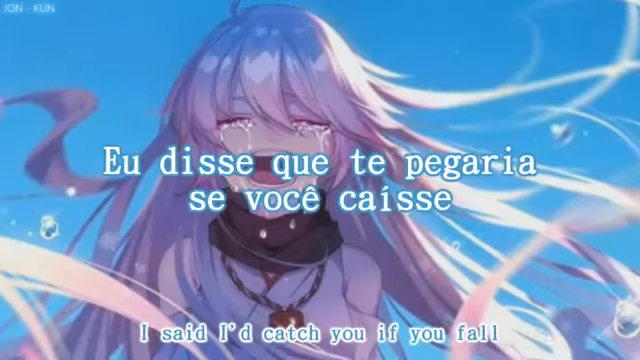 JON - KUN
Eu disse que te pegaria
se você caísse
I said I'd catch you if you fall